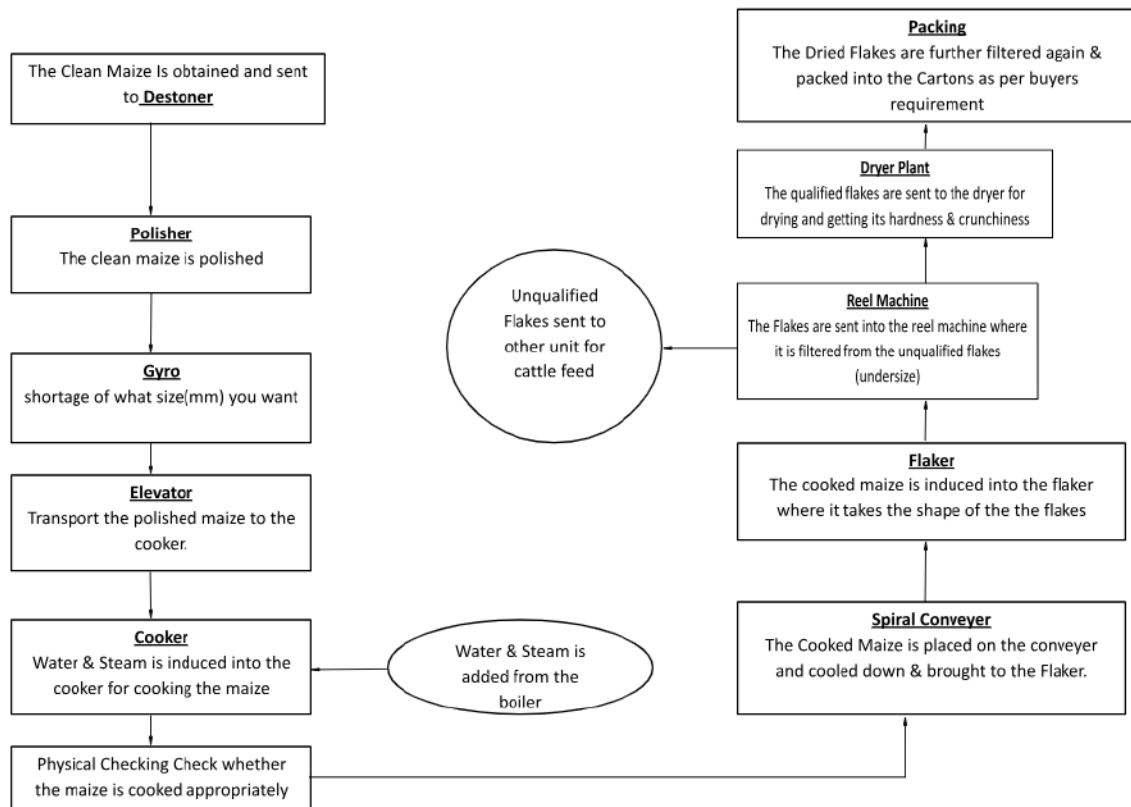 The Clean Maize Is obtained and sent
to Destoner
Polisher
The clean maize is polished
Gyro
shortage of what size(mm) you want
Elevator
Transport the polished maize to the
cooker.
Cooker
Water & Steam is induced into the
cooker for cooking the maize
Water & Steam is
added from the
boiler
Physical Checking Check whether
the maize is cooked appropriately
Spiral Conveyer
The Cooked Maize is placed on the conveyer
and cooled down & brought to the Flaker.
Flaker
The cooked maize is induced into the flaker
where it takes the shape of the the flakes
Reel Machine
The Flakes are sent into the reel machine where
it is filtered from the unqualified flakes
(undersize)
Unqualified
Flakes sent to
other unit for
cattle feed
Dryer Plant
The qualified flakes are sent to the dryer for
drying and getting its hardness & crunchiness
Packing
The Dried Flakes are further filtered again &
packed into the Cartons as per buyers
requirement